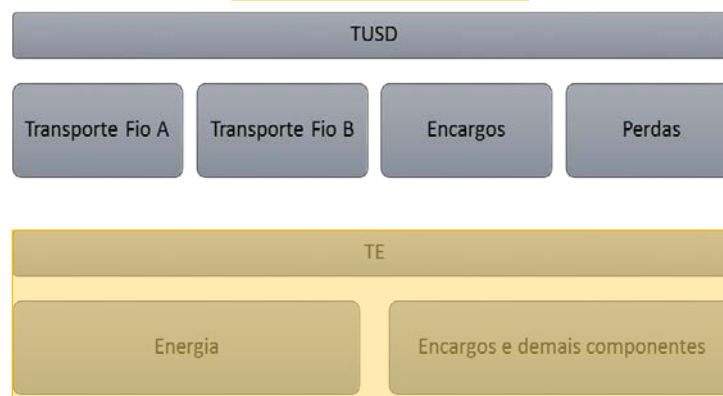 TUSD
Transporte Fio A Transporte Fio B Encargos Perdas
TE
Energia Encargos e demais componentes